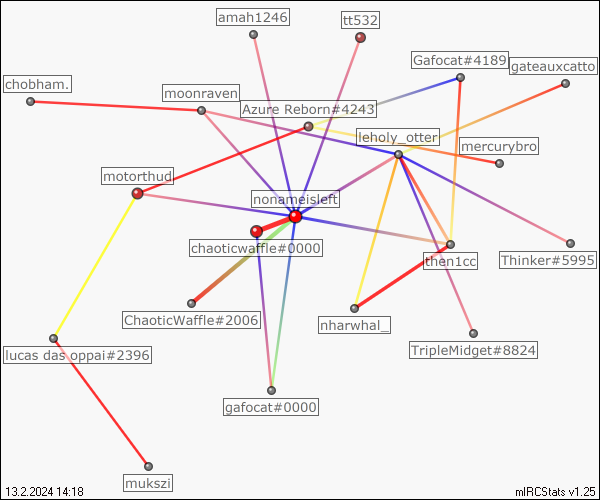 amah1246
tt532
Gafocat#4189
gateauxcatto
chobham.
moonraven
Azure Reborn#4243
leholy_otter
mercurybro
motorthud
nonameisleft
chaoticwaffle#0000
then1cc
Thinker#5995
ChaoticWaffle#2006
nharwhal_
TripleMidget#8824
lucas das oppai#2396
gafocat#0000
mukszi
13.2.2024 14:18
mIRCStats v1.25